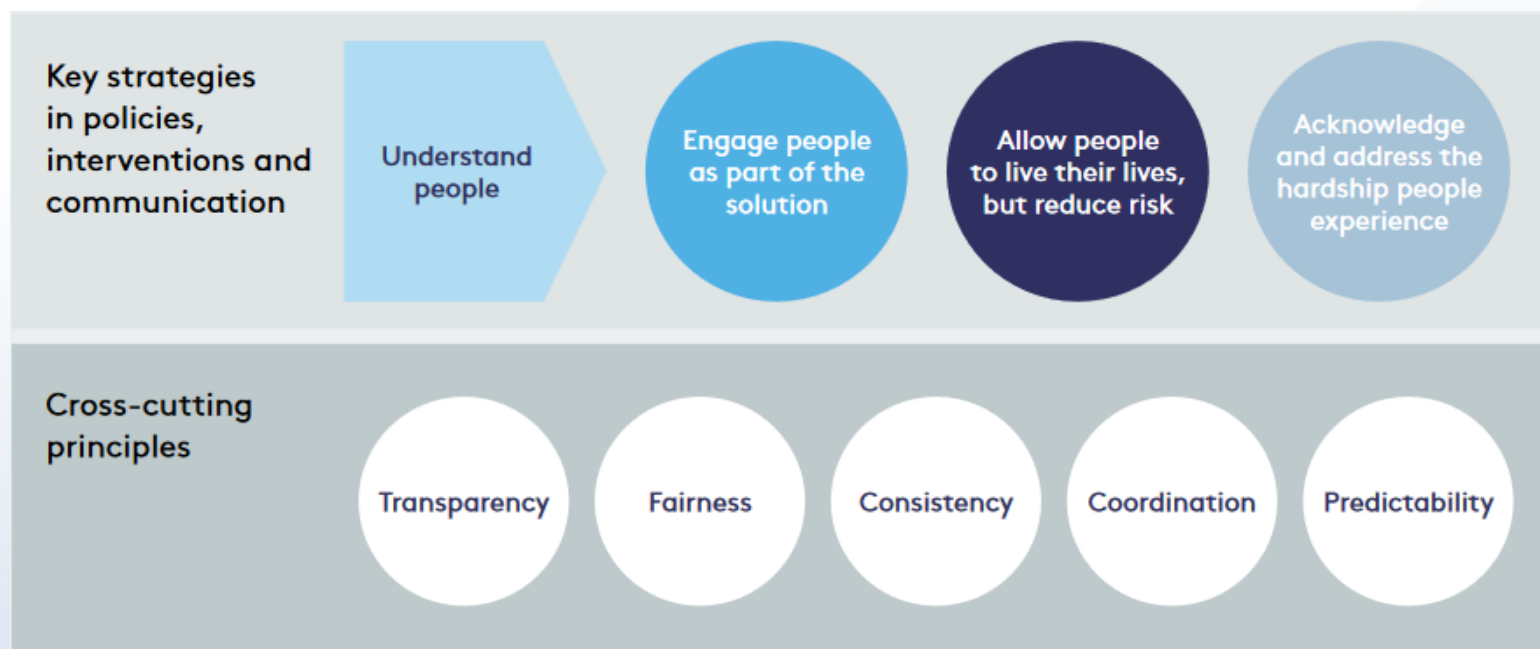 Key strategies
in policies,
interventions and
communication
Understand
people
Engage people
as part of the
solution
Allow people
to live their lives,
but reduce risk
Acknowledge
and address the
hardship people
experience
Cross-cutting
principles
Transparency
Fairness
Consistency
Coordination
Predictability